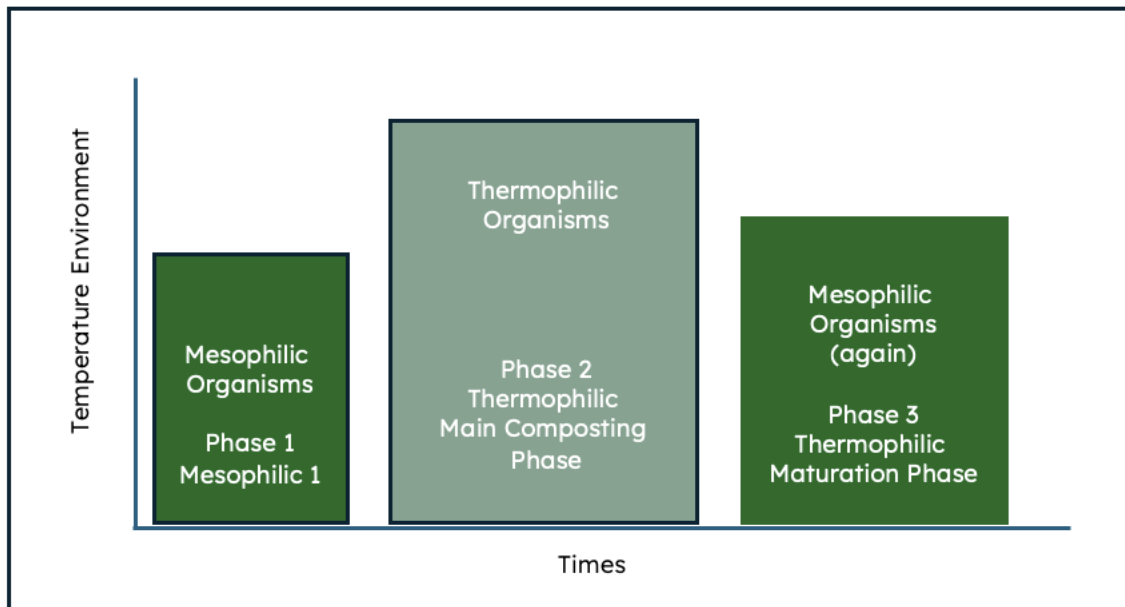 Temperature Environment
Mesophilic
Organisms
Phase 1
Mesophilic 1
Thermophilic
Organisms
Phase 2
Thermophilic
Main Composting
Phase
Mesophilic
Organisms
(again)
Phase 3
Thermophilic
Maturation Phase
Times